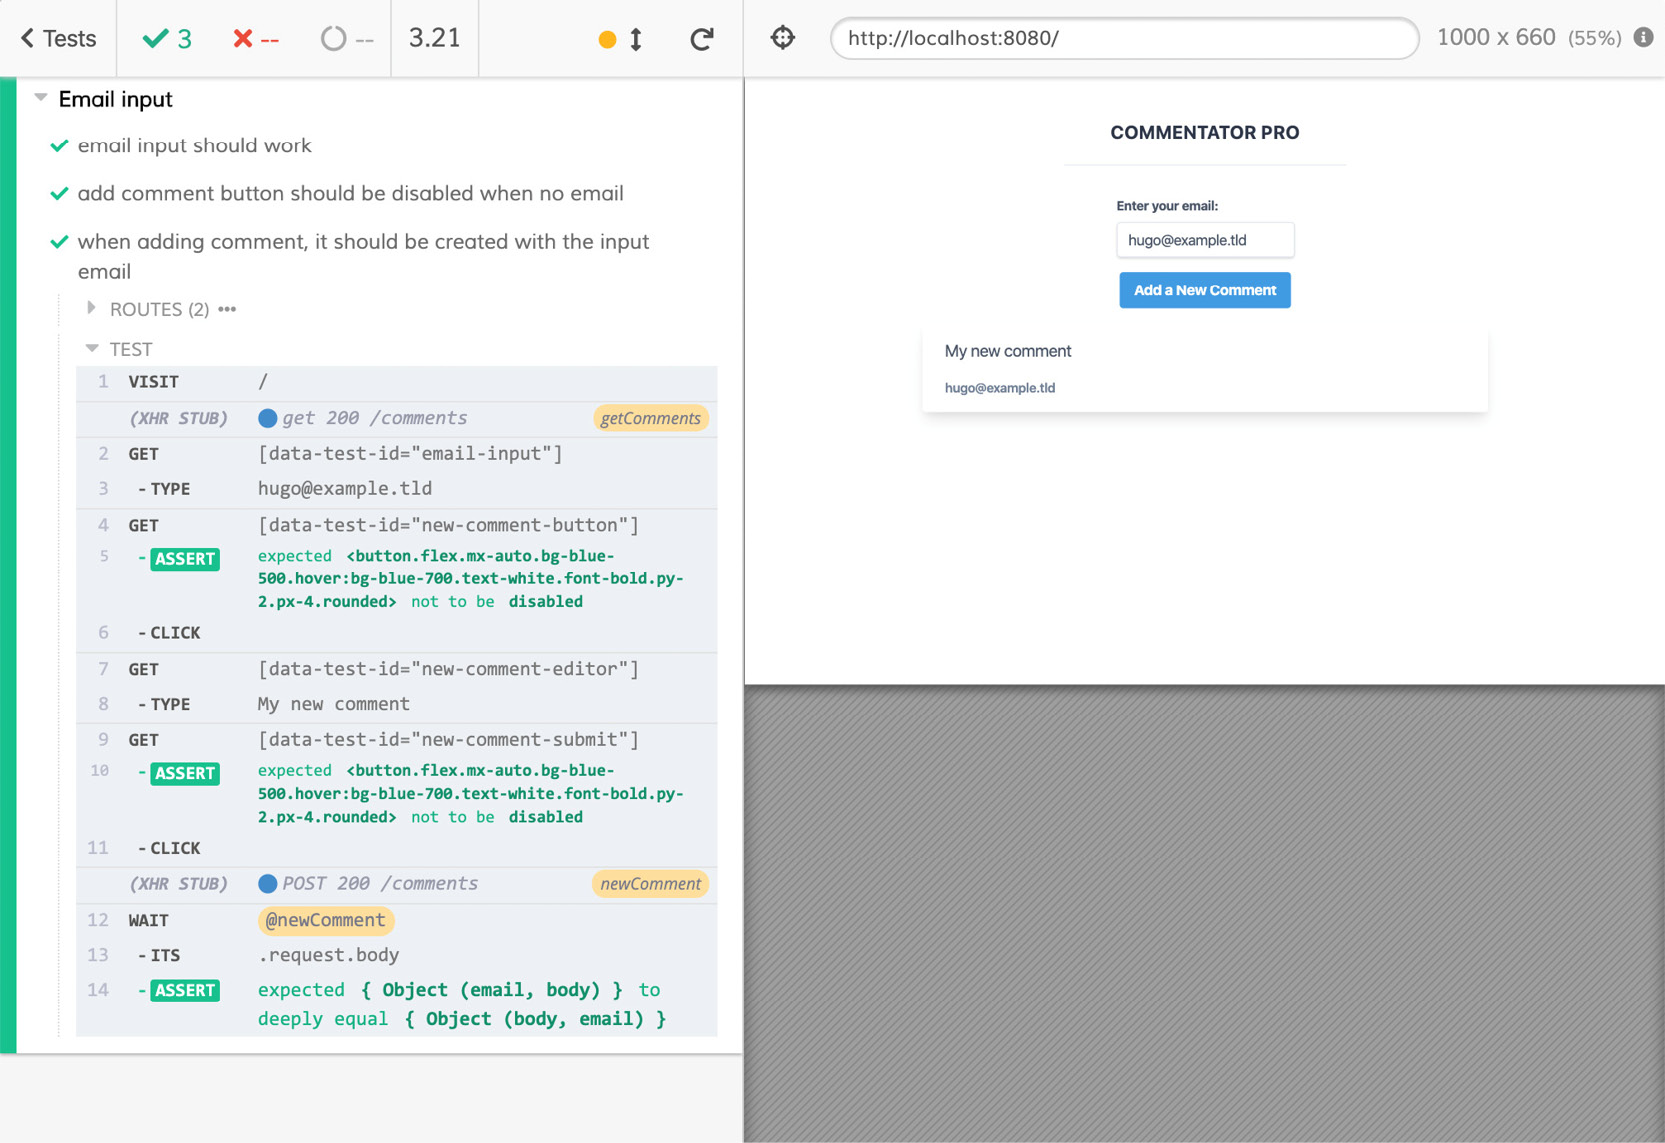 Tests 3 -- -- 3.21
Email input
email input should work
add comment button should be disabled when no email
when adding comment, it should be created with the input
email
ROUTES (2) •••
TEST
1 VISIT /
(XHR STUB) get 200 /comments getComments
2 GET [data-test-id="email-input"]
3 - TYPE hugo@example.tld
4 GET [data-test-id="new-comment-button"]
5 - ASSERT expected <button.flex.mx-auto.bg-blue-
500.hover:bg-blue-700.text-white.font-bold.py-
2.px-4.rounded> not to be disabled
6 - CLICK
7 GET [data-test-id="new-comment-editor"]
8 - TYPE My new comment
9 GET [data-test-id="new-comment-submit"]
10 - ASSERT expected <button.flex.mx-auto.bg-blue-
500.hover:bg-blue-700.text-white.font-bold.py-
2.px-4.rounded> not to be disabled
11 - CLICK
(XHR STUB) POST 200 /comments newComment
12 WAIT @newComment
13 - ITS .request.body
14 - ASSERT expected { Object (email, body) } to
deeply equal { Object (body, email) }
http://localhost:8080/ 1000 x 660 (55%)
COMMENTATOR PRO
Enter your email:
hugo@example.tld
Add a New Comment
My new comment
hugo@example.tld